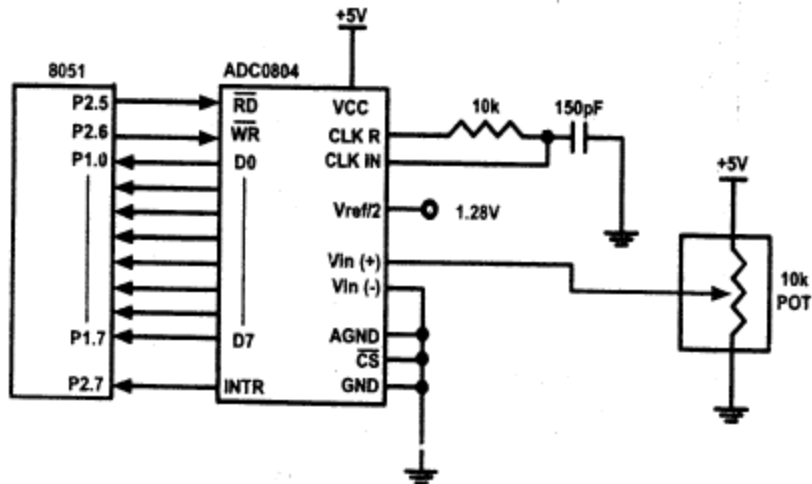 +5V
8051
ADC0804
P2.5
RD
VCC
10k
150pF
P2.6
WR
CLK R
P1.0
D0
CLK IN
+5V
Vref/2
1.28V
Vin (+)
Vin (-)
10k
POT
P1.7
D7
AGND
CS
P2.7
INTR
GND